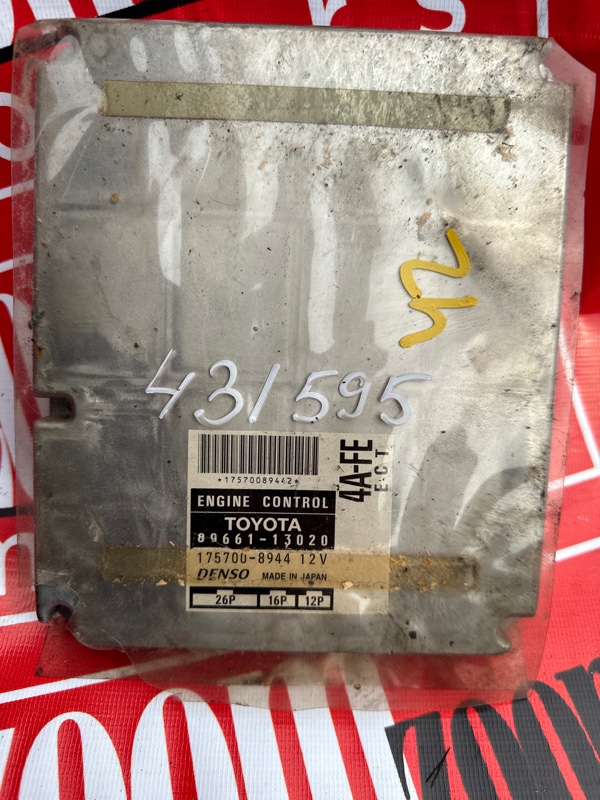 431595
*17570089442*
ENGINE CONTROL
TOYOTA
89661-13020
175700-8944 12V
DENSO MADE IN JAPAN
26P 16P 12P
4A-FE
E C T